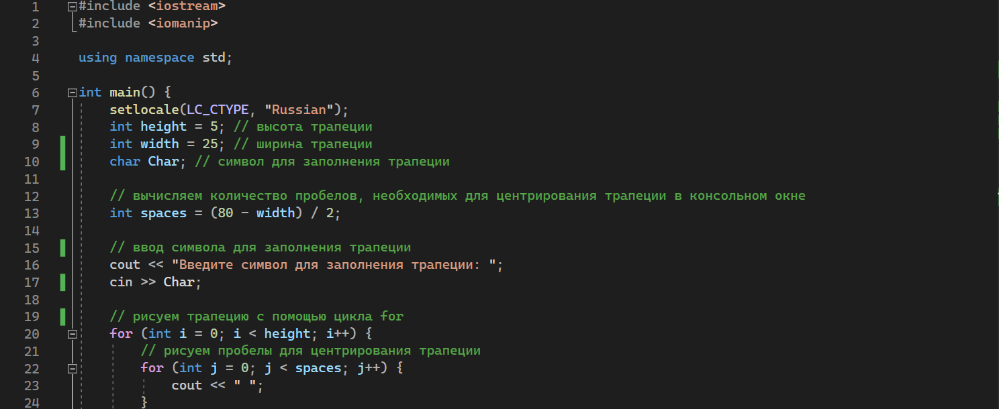 1 #include <iostream>
2 #include <iomanip>
3
4 using namespace std;
5
6 int main() {
7     setlocale(LC_CTYPE, "Russian");
8     int height = 5; // высота трапеции
9     int width = 25; // ширина трапеции
10     char Char; // символ для заполнения трапеции
11
12     // вычисляем количество пробелов, необходимых для центрирования трапеции в консольном окне
13     int spaces = (80 - width) / 2;
14
15     // ввод символа для заполнения трапеции
16     cout << "Введите символ для заполнения трапеции: ";
17     cin >> Char;
18
19     // рисуем трапецию с помощью цикла for
20     for (int i = 0; i < height; i++) {
21         // рисуем пробелы для центрирования трапеции
22         for (int j = 0; j < spaces; j++) {
23             cout << " ";
24         }